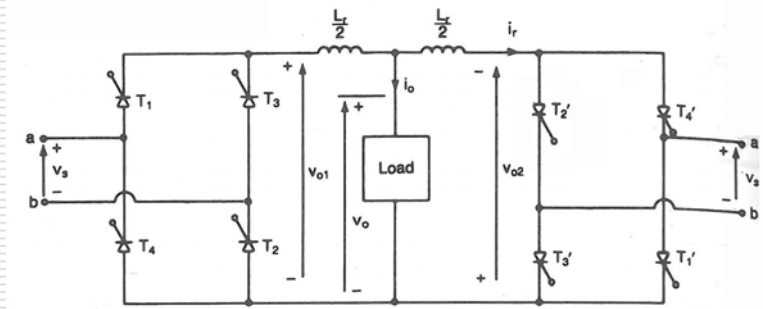 Lr/2
Lr/2
ir
+
−
T1
T3
io
T2′
T4′
+
a
a
+
vs
−
b
vo1
Load
vo2
+
vs
−
b
vo
T4
T2
T3′
T1′
−
−
+